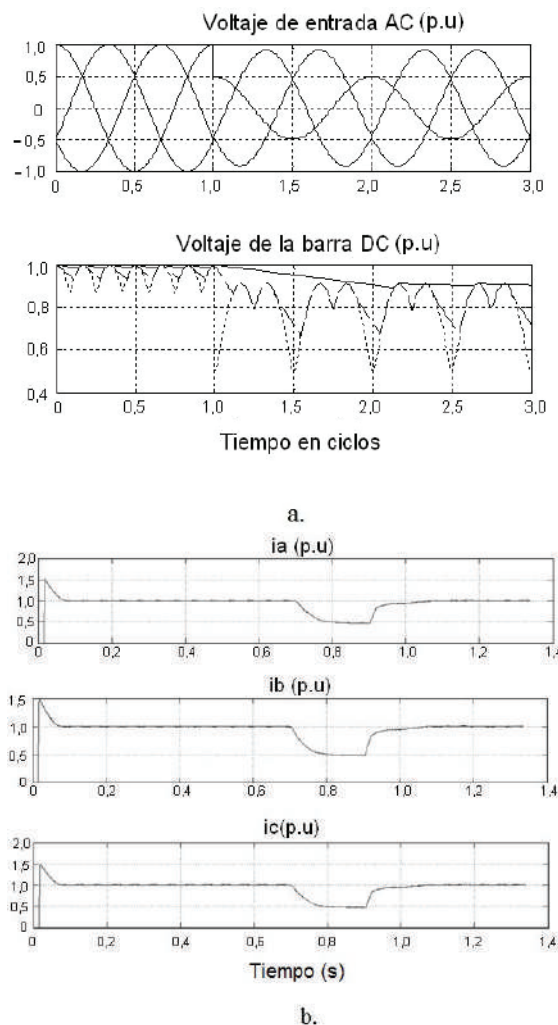 Voltaje de entrada AC (p.u)
1,0
0,5
0
−0,5
−1,0
0 0,5 1,0 1,5 2,0 2,5 3,0
Voltaje de la barra DC (p.u)
1,0
0,8
0,6
0,4
0 0,5 1,0 1,5 2,0 2,5 3,0
Tiempo en ciclos
a.
ia (p.u)
2,0
1,5
1,0
0,5
0
0 0,2 0,4 0,6 0,8 1,0 1,2 1,4
ib (p.u)
1,5
1,0
0,5
0
0 0,2 0,4 0,6 0,8 1,0 1,2 1,4
ic(p.u)
2,0
1,5
1,0
0,5
0
0 0,2 0,4 0,6 0,8 1,0 1,2 1,4
Tiempo (s)
b.